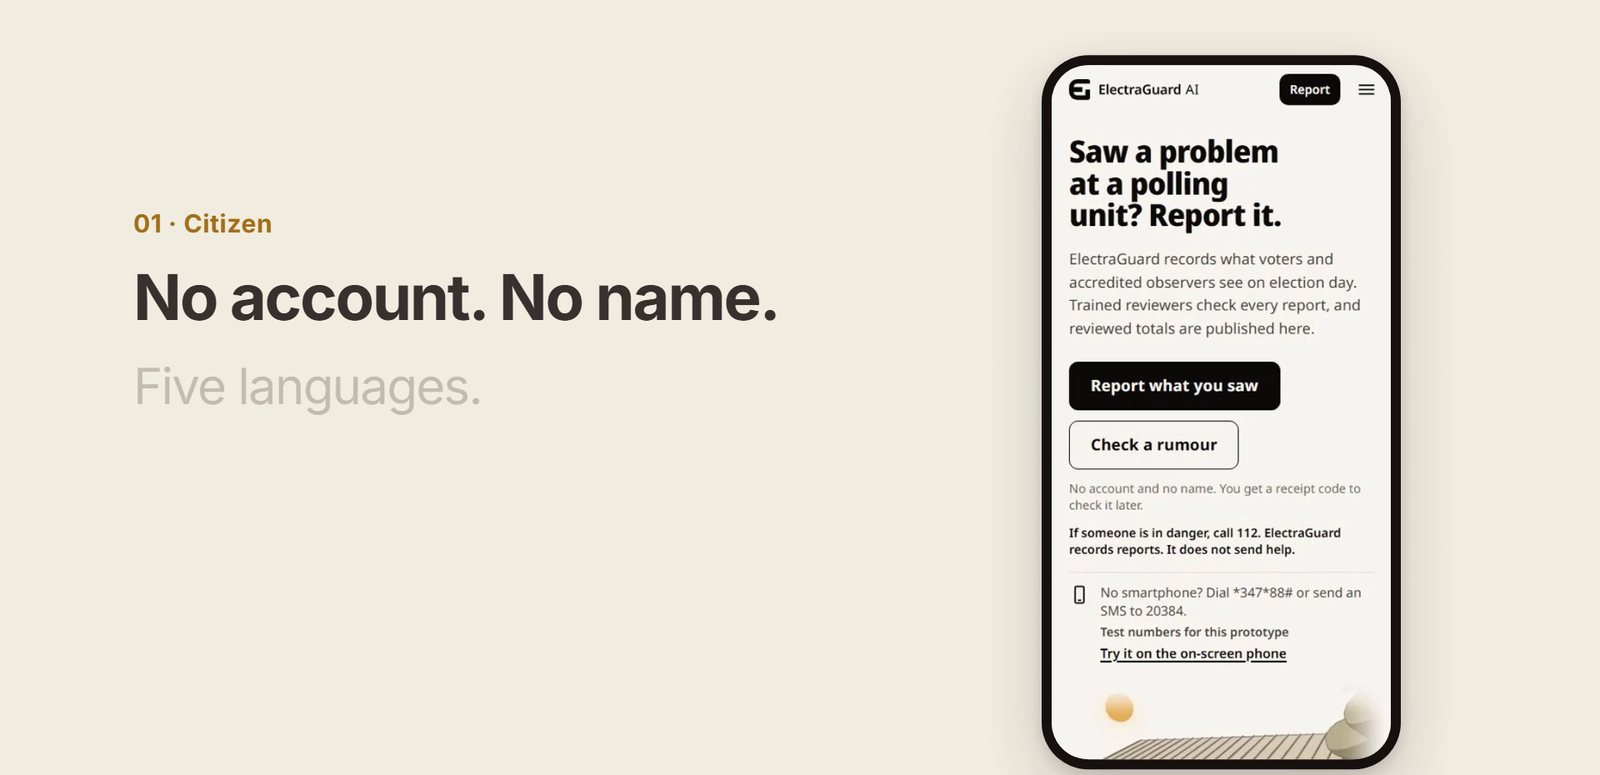 01 · Citizen
No account. No name.
Five languages.
ElectraGuard AI
Report
Saw a problem
at a polling
unit? Report it.
ElectraGuard records what voters and
accredited observers see on election day.
Trained reviewers check every report, and
reviewed totals are published here.
Report what you saw
Check a rumour
No account and no name. You get a receipt code to
check it later.
If someone is in danger, call 112. ElectraGuard
records reports. It does not send help.
No smartphone? Dial *347*88# or send an
SMS to 20384.
Test numbers for this prototype
Try it on the on-screen phone